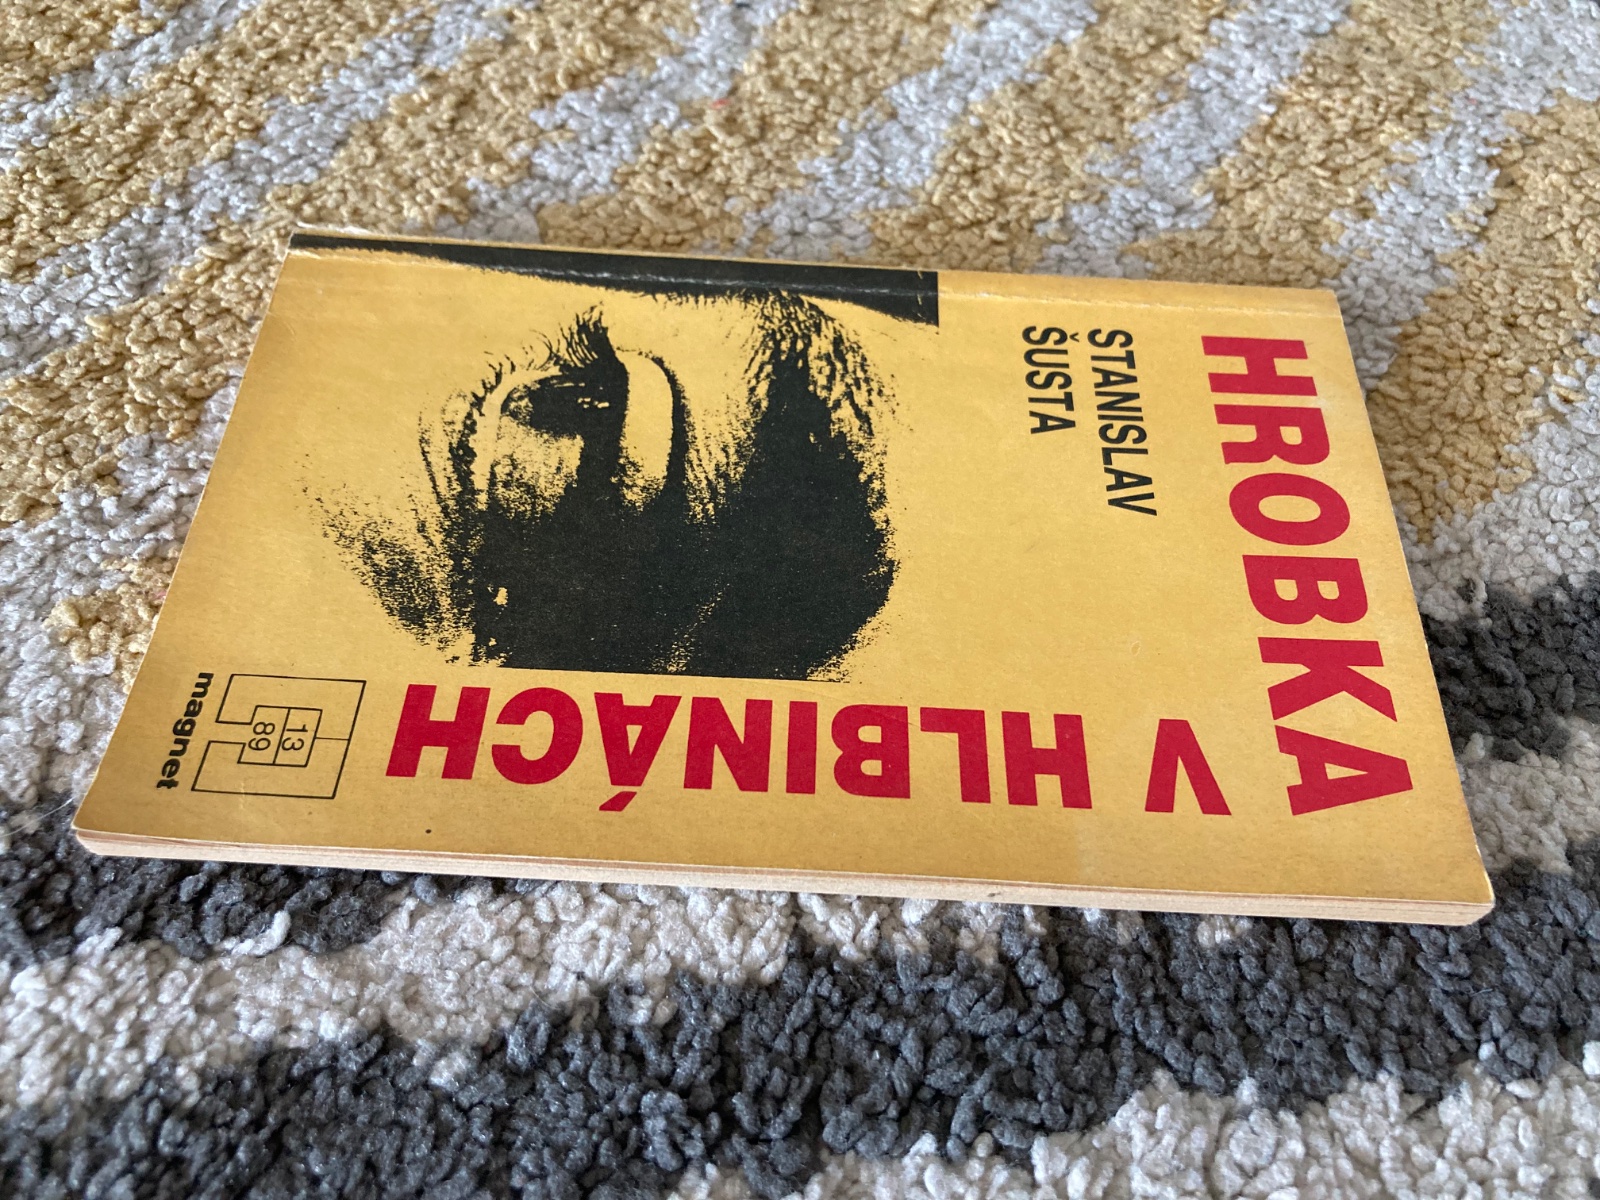 HROBKA
V HLBINÁCH
STANISLAV
ŠUSTA
13
89
magnet